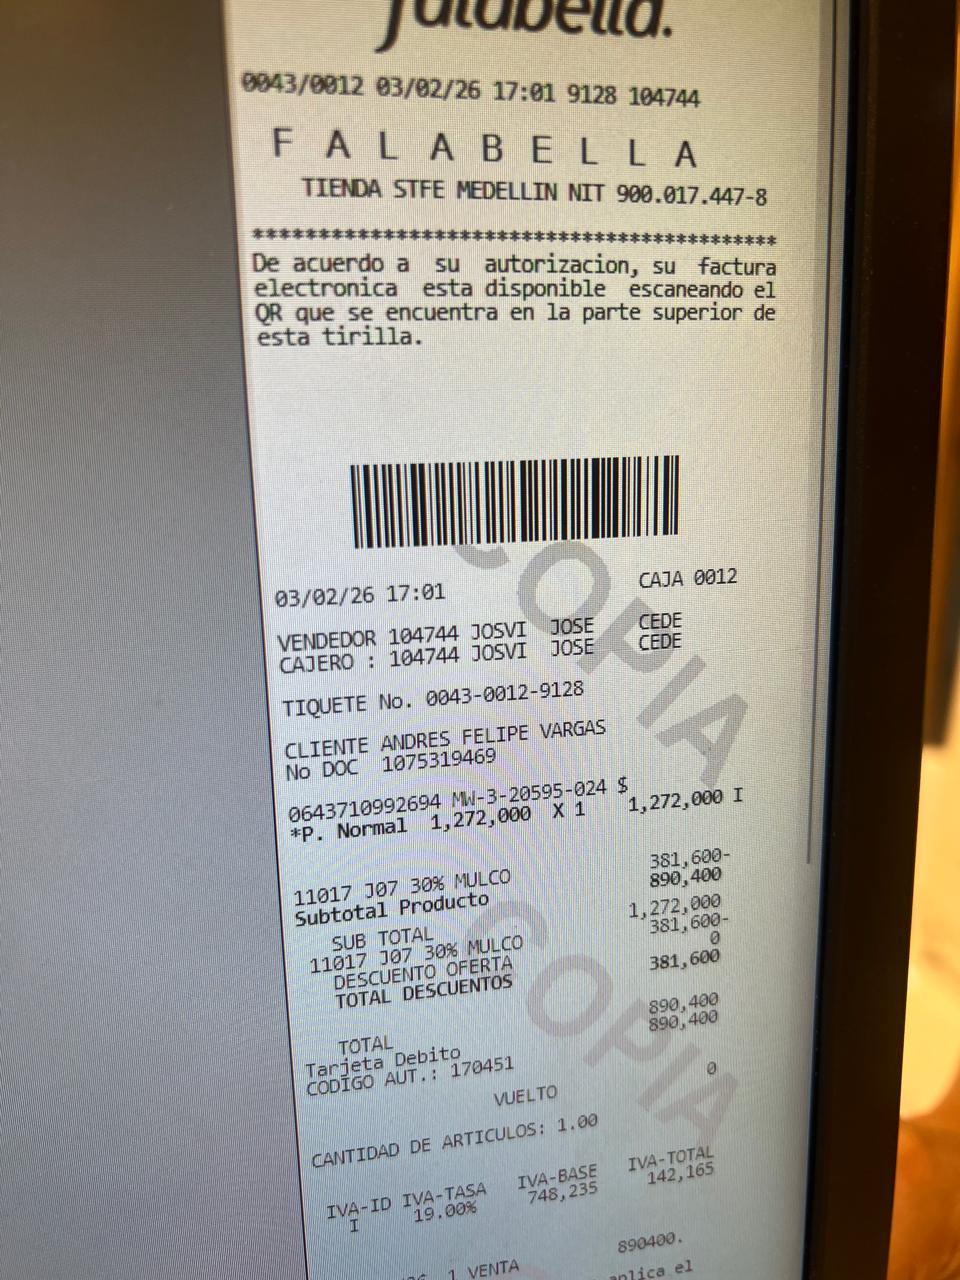 falabella.
0043/0012 03/02/26 17:01 9128 104744
F A L A B E L L A
TIENDA STFE MEDELLIN NIT 900.017.447-8
******************************************
De acuerdo a su autorizacion, su factura
electronica esta disponible escaneando el
QR que se encuentra en la parte superior de
esta tirilla.
COPIA
03/02/26 17:01 CAJA 0012
VENDEDOR 104744 JOSVI JOSE CEDE
CAJERO : 104744 JOSVI JOSE CEDE
TIQUETE No. 0043-0012-9128
CLIENTE ANDRES FELIPE VARGAS
No DOC 1075319469
0643710992694 MW-3-20595-024 $
*P. Normal 1,272,000 X 1 1,272,000 I
11017 J07 30% MULCO 381,600-
Subtotal Producto 890,400
SUB TOTAL 1,272,000
11017 J07 30% MULCO 381,600-
DESCUENTO OFERTA 0
TOTAL DESCUENTOS 381,600
COPIA
TOTAL 890,400
Tarjeta Debito 890,400
CODIGO AUT.: 170451
VUELTO 0
CANTIDAD DE ARTICULOS: 1.00
IVA-ID IVA-TASA IVA-BASE IVA-TOTAL
I 19.00% 748,235 142,165
1 VENTA 890400.
aplica el